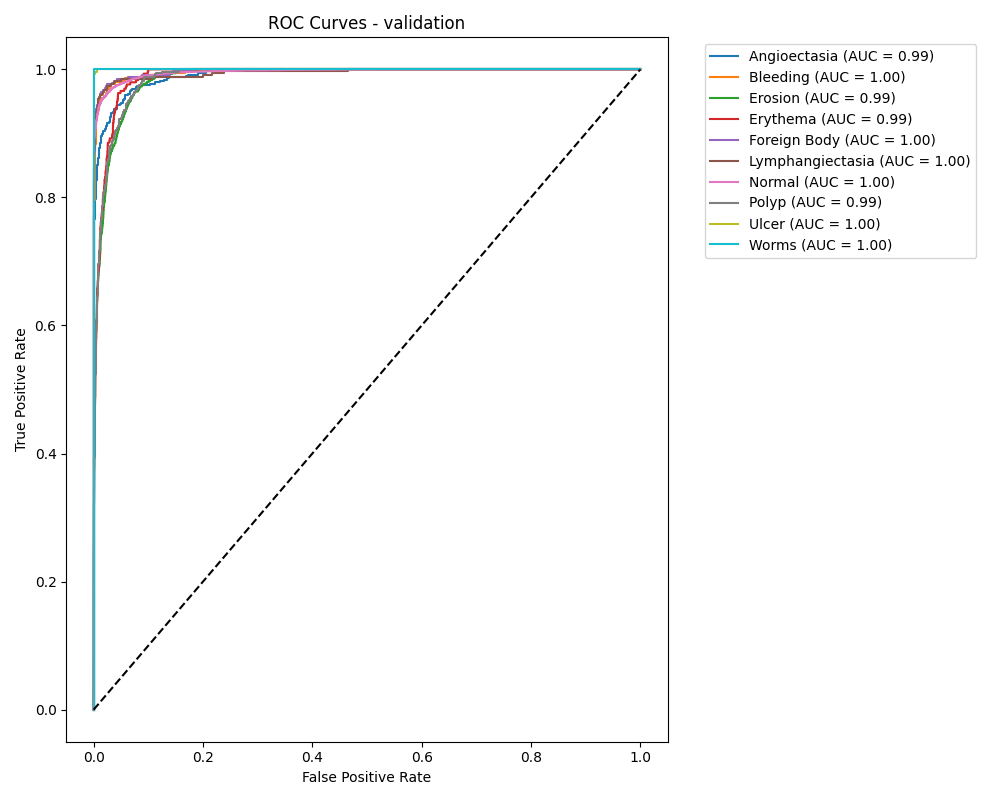 ROC Curves - validation
True Positive Rate
1.0
0.8
0.6
0.4
0.2
0.0
0.0 0.2 0.4 0.6 0.8 1.0
False Positive Rate
Angioectasia (AUC = 0.99)
Bleeding (AUC = 1.00)
Erosion (AUC = 0.99)
Erythema (AUC = 0.99)
Foreign Body (AUC = 1.00)
Lymphangiectasia (AUC = 1.00)
Normal (AUC = 1.00)
Polyp (AUC = 0.99)
Ulcer (AUC = 1.00)
Worms (AUC = 1.00)